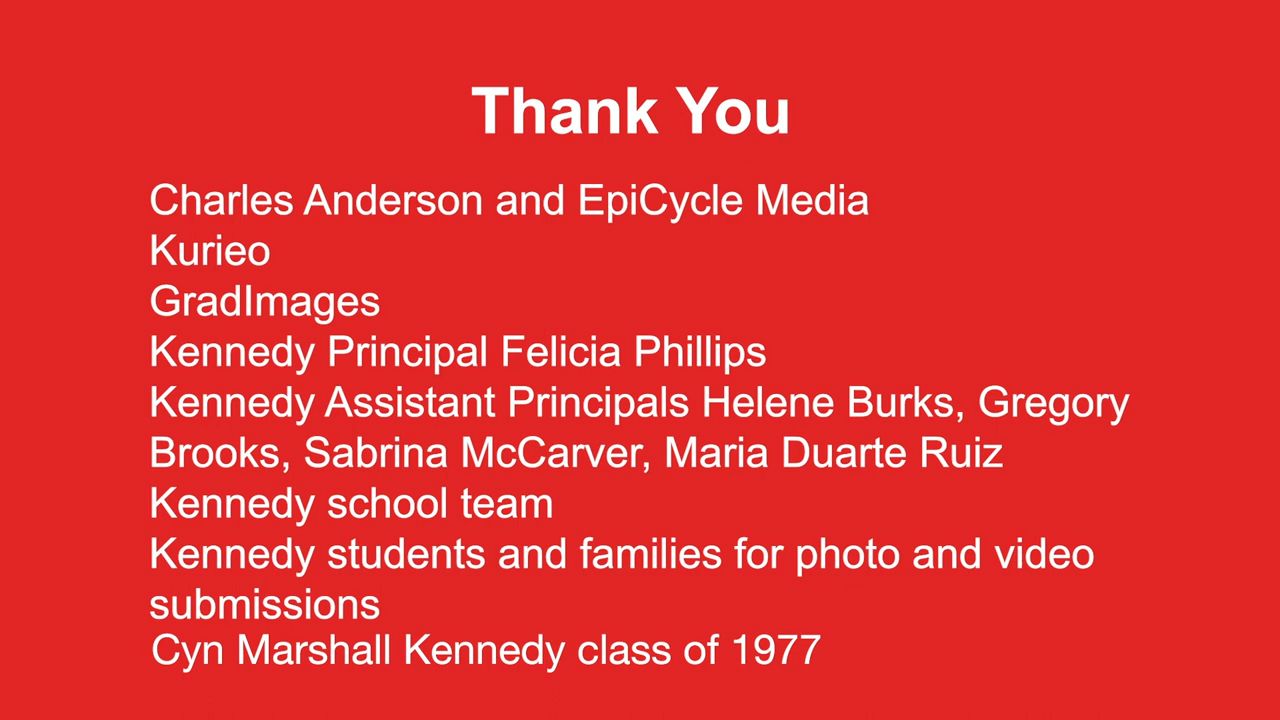 Thank You
Charles Anderson and EpiCycle Media
Kurieo
GradImages
Kennedy Principal Felicia Phillips
Kennedy Assistant Principals Helene Burks, Gregory
Brooks, Sabrina McCarver, Maria Duarte Ruiz
Kennedy school team
Kennedy students and families for photo and video
submissions
Cyn Marshall Kennedy class of 1977